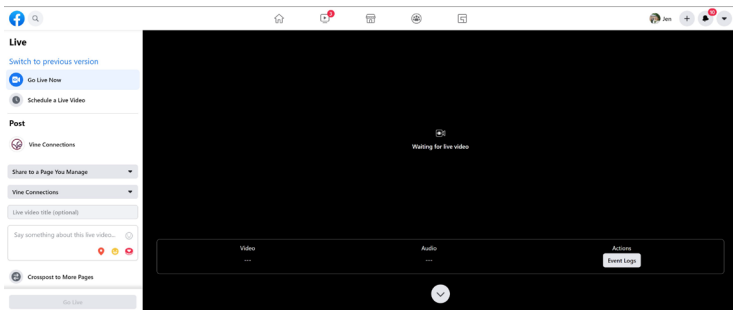 2
Jen
10
Live
Switch to previous version
Go Live Now
Schedule a Live Video
Post
Vine Connections
Share to a Page You Manage
Vine Connections
Live video title (optional)
Say something about this live video...
Crosspost to More Pages
Go Live
Waiting for live video
Video
---
Audio
---
Actions
Event Logs